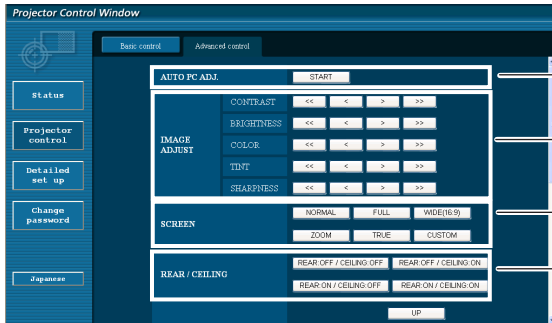 Projector Control Window
Basic control Advanced control
AUTO PC ADJ. START
Status
CONTRAST << < > >>
BRIGHTNESS << < > >>
Projector control
IMAGE ADJUST
COLOR << < > >>
TINT << < > >>
Detailed set up
SHARPNESS << < > >>
Change password
SCREEN
NORMAL FULL WIDE(16:9)
ZOOM TRUE CUSTOM
REAR / CEILING
REAR:OFF / CEILING:OFF REAR:OFF / CEILING:ON
REAR:ON / CEILING:OFF REAR:ON / CEILING:ON
Japanese
UP